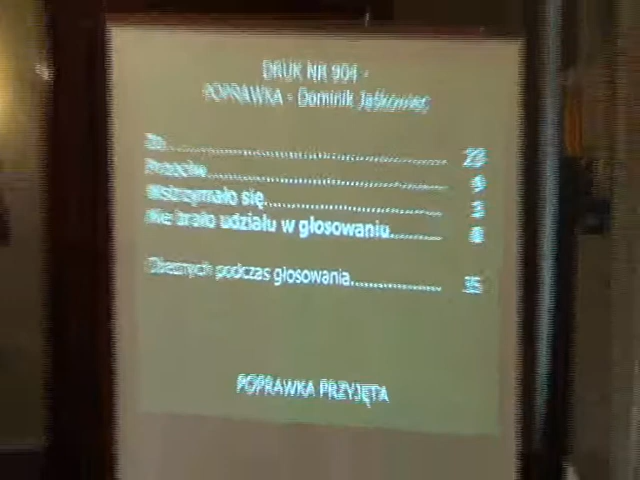 DRUK NR 904 -
POPRAWKA - Dominik Jaśkowiec
Za
Przeciw
Wstrzymało się
Nie brało udziału w głosowaniu
Obecnych podczas głosowania 35
POPRAWKA PRZYJĘTA